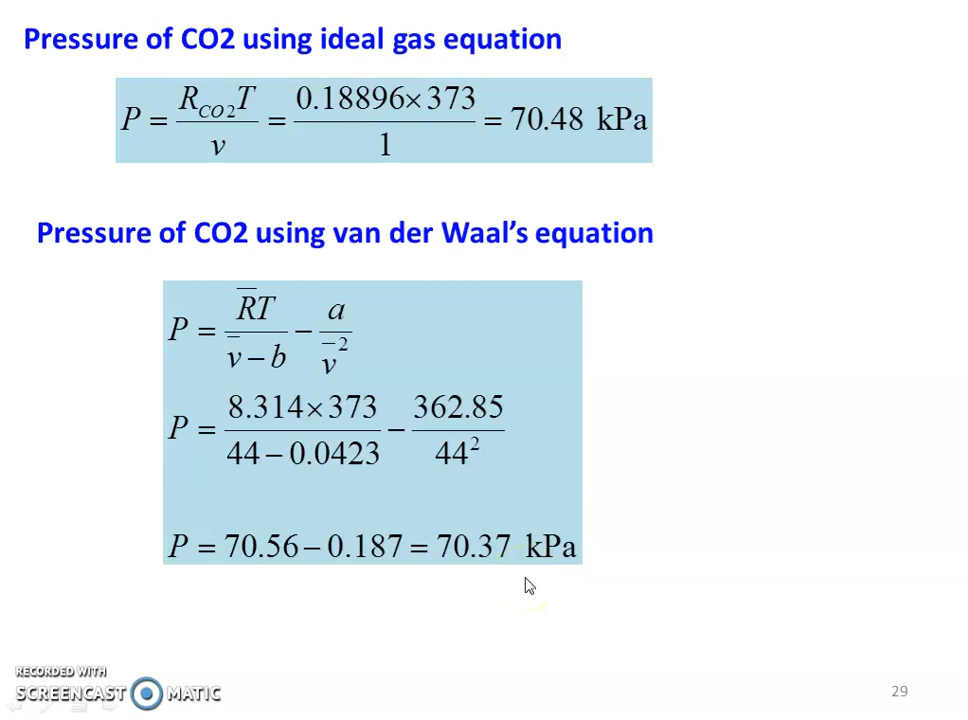 Pressure of CO2 using ideal gas equation
P = R_{CO2}T / v = 0.18896×373 / 1 = 70.48 kPa
Pressure of CO2 using van der Waal's equation
P = R̅T / (v̅ − b) − a / v̅²
P = 8.314×373 / (44 − 0.0423) − 362.85 / 44²
P = 70.56 − 0.187 = 70.37 kPa
RECORDED WITH
SCREENCAST MATIC
29